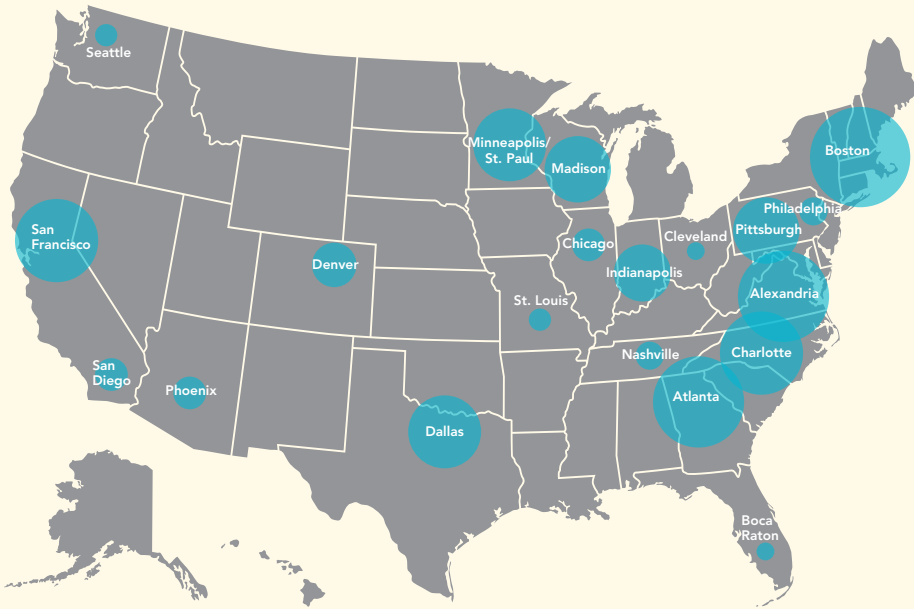 Seattle
Minneapolis/
St. Paul
Madison
Boston
Philadelphia
Pittsburgh
San
Francisco
Chicago
Cleveland
Denver
Indianapolis
Alexandria
St. Louis
Nashville
Charlotte
San
Diego
Phoenix
Atlanta
Dallas
Boca
Raton